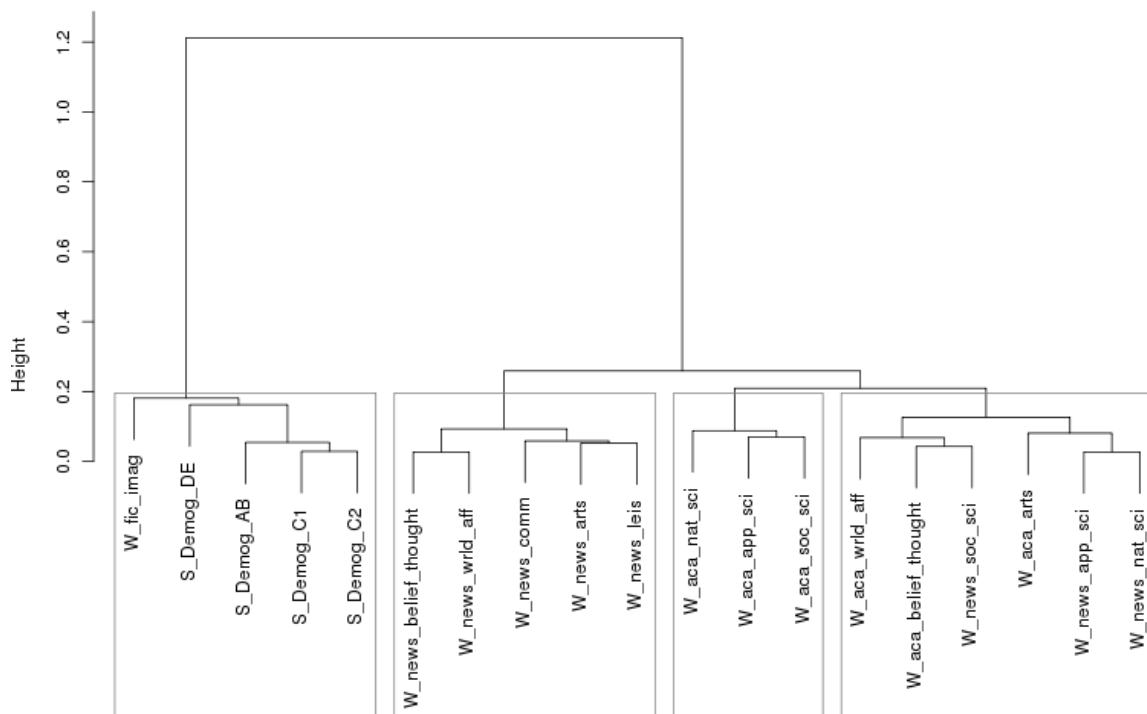 Height
0.0
0.2
0.4
0.6
0.8
1.0
1.2
W_fic_imag
S_Demog_DE
S_Demog_AB
S_Demog_C1
S_Demog_C2
W_news_belief_thought
W_news_wrld_aff
W_news_comm
W_news_arts
W_news_leis
W_aca_nat_sci
W_aca_app_sci
W_aca_soc_sci
W_aca_wrld_aff
W_aca_belief_thought
W_news_soc_sci
W_aca_arts
W_news_app_sci
W_news_nat_sci